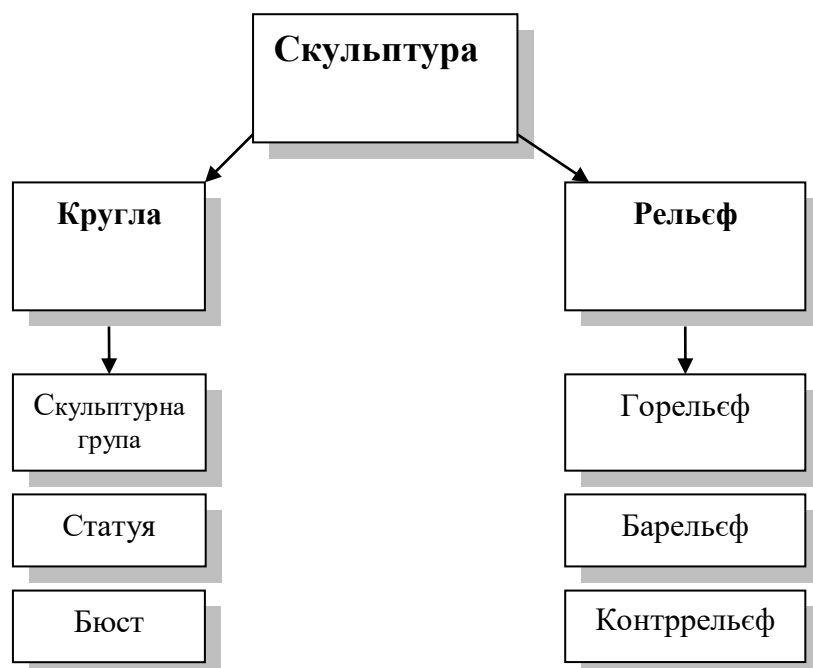 Скульптура
Кругла
Рельєф
Скульптурна
група
Горельєф
Статуя
Барельєф
Бюст
Контррельєф